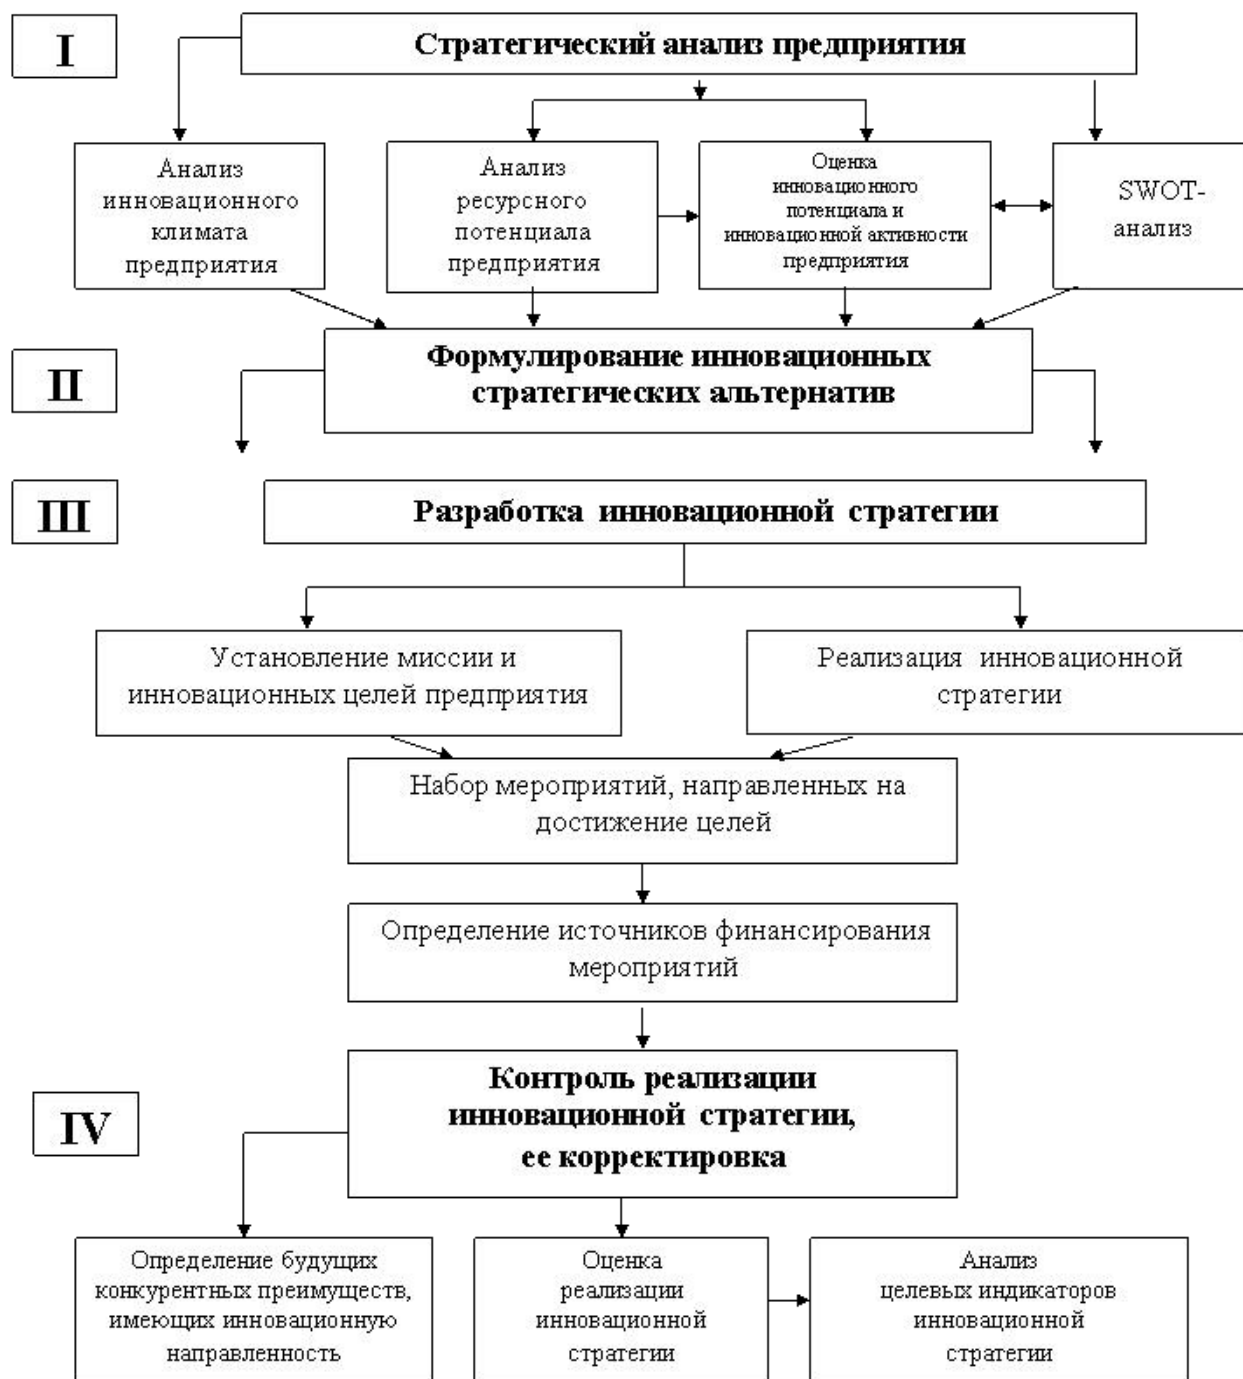 I
Стратегический анализ предприятия
Анализ
инновационного
климата
предприятия
Анализ
ресурсного
потенциала
предприятия
Оценка
инновационного
потенциала и
инновационной активности
предприятия
SWOT-
анализ
II
Формулирование инновационных
стратегических альтернатив
III
Разработка инновационной стратегии
Установление миссии и
инновационных целей предприятия
Реализация инновационной
стратегии
Набор мероприятий, направленных на
достижение целей
Определение источников финансирования
мероприятий
IV
Контроль реализации
инновационной стратегии,
ее корректировка
Определение будущих
конкурентных преимуществ,
имеющих инновационную
направленность
Оценка
реализации
инновационной
стратегии
Анализ
целевых индикаторов
инновационной
стратегии